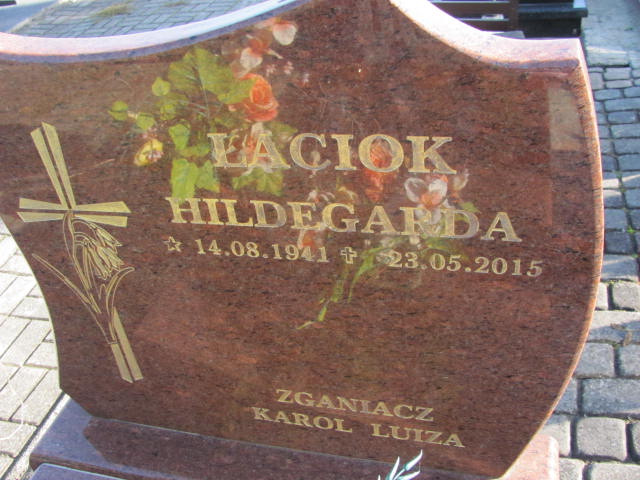 ŁACIOK
HILDEGARDA
☆ 14.08.1941 ✝ 23.05.2015
ZGANIACZ
KAROL LUIZA